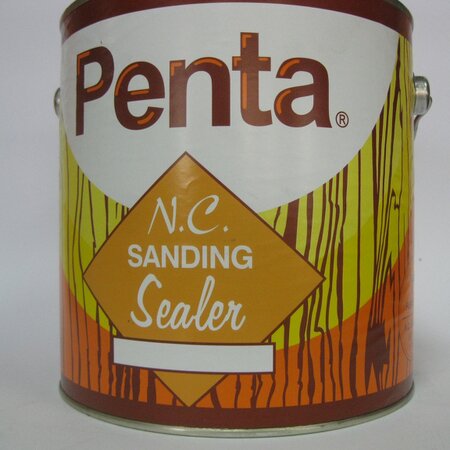 Penta®
N.C.
SANDING
Sealer